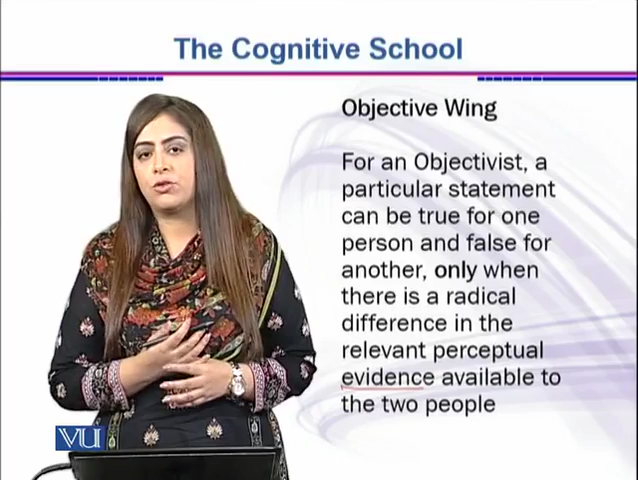 The Cognitive School
Objective Wing
For an Objectivist, a
particular statement
can be true for one
person and false for
another, only when
there is a radical
difference in the
relevant perceptual
evidence available to
the two people
VU